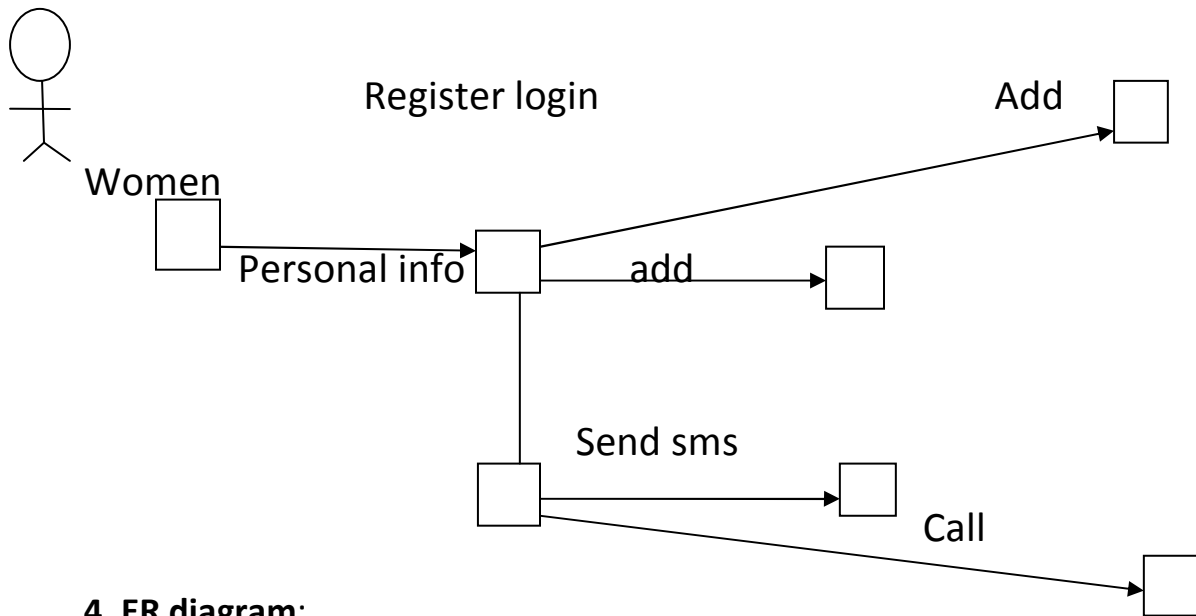 Register login
Add
Women
Personal info
add
Send sms
Call
4. ER diagram: